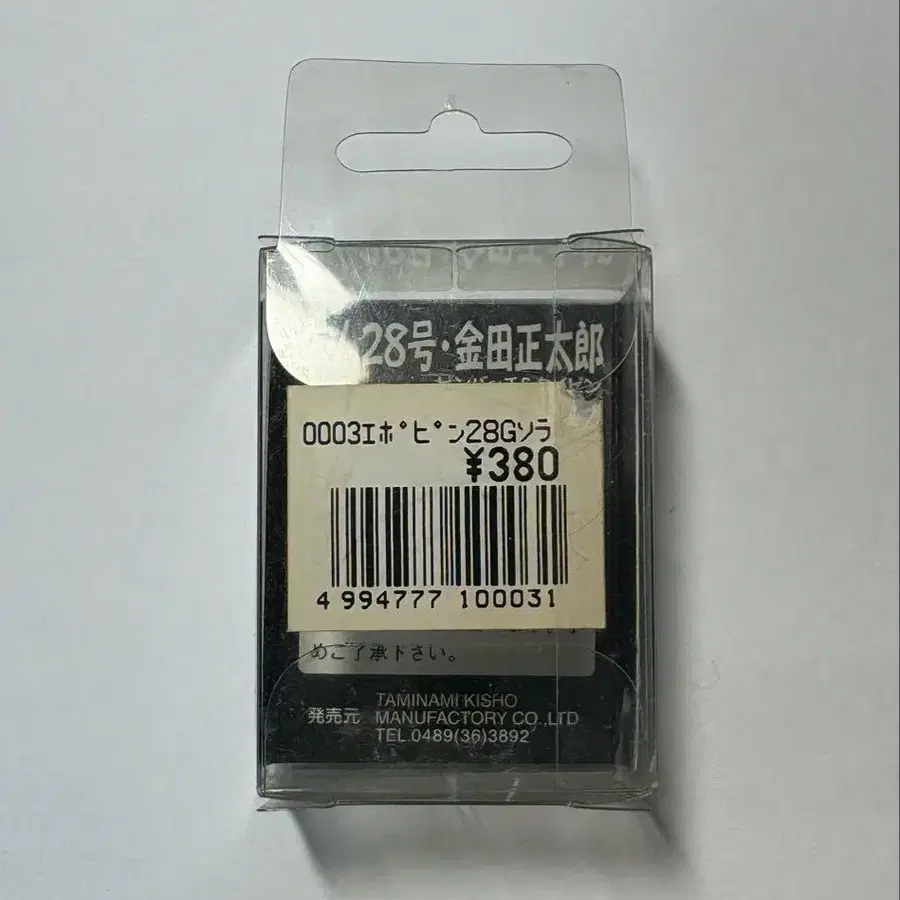 28号・金田正太郎
0003エポピン28Gソラ
¥380
4 994777 100031
めご了承下さい。
発売元 TAMINAMI KISHO
MANUFACTORY CO.,LTD
TEL.0489(36)3892